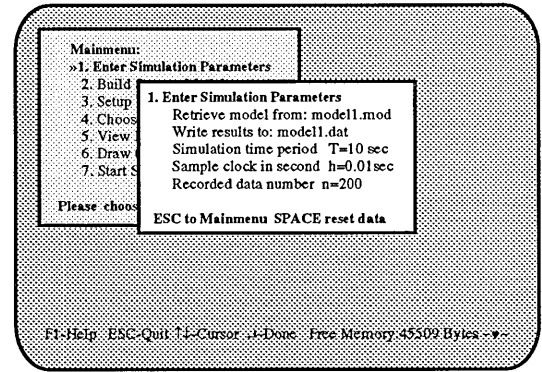 Mainmenu:
»1. Enter Simulation Parameters
2. Build
3. Setup
4. Choos
5. View
6. Draw
7. Start S
Please choos
1. Enter Simulation Parameters
Retrieve model from: model1.mod
Write results to: model1.dat
Simulation time period T=10 sec
Sample clock in second h=0.01sec
Recorded data number n=200
ESC to Mainmenu SPACE reset data
F1-Help ESC-Quit ↑↓-Cursor ↵-Done Free Memory:45509 Bytes -▾-